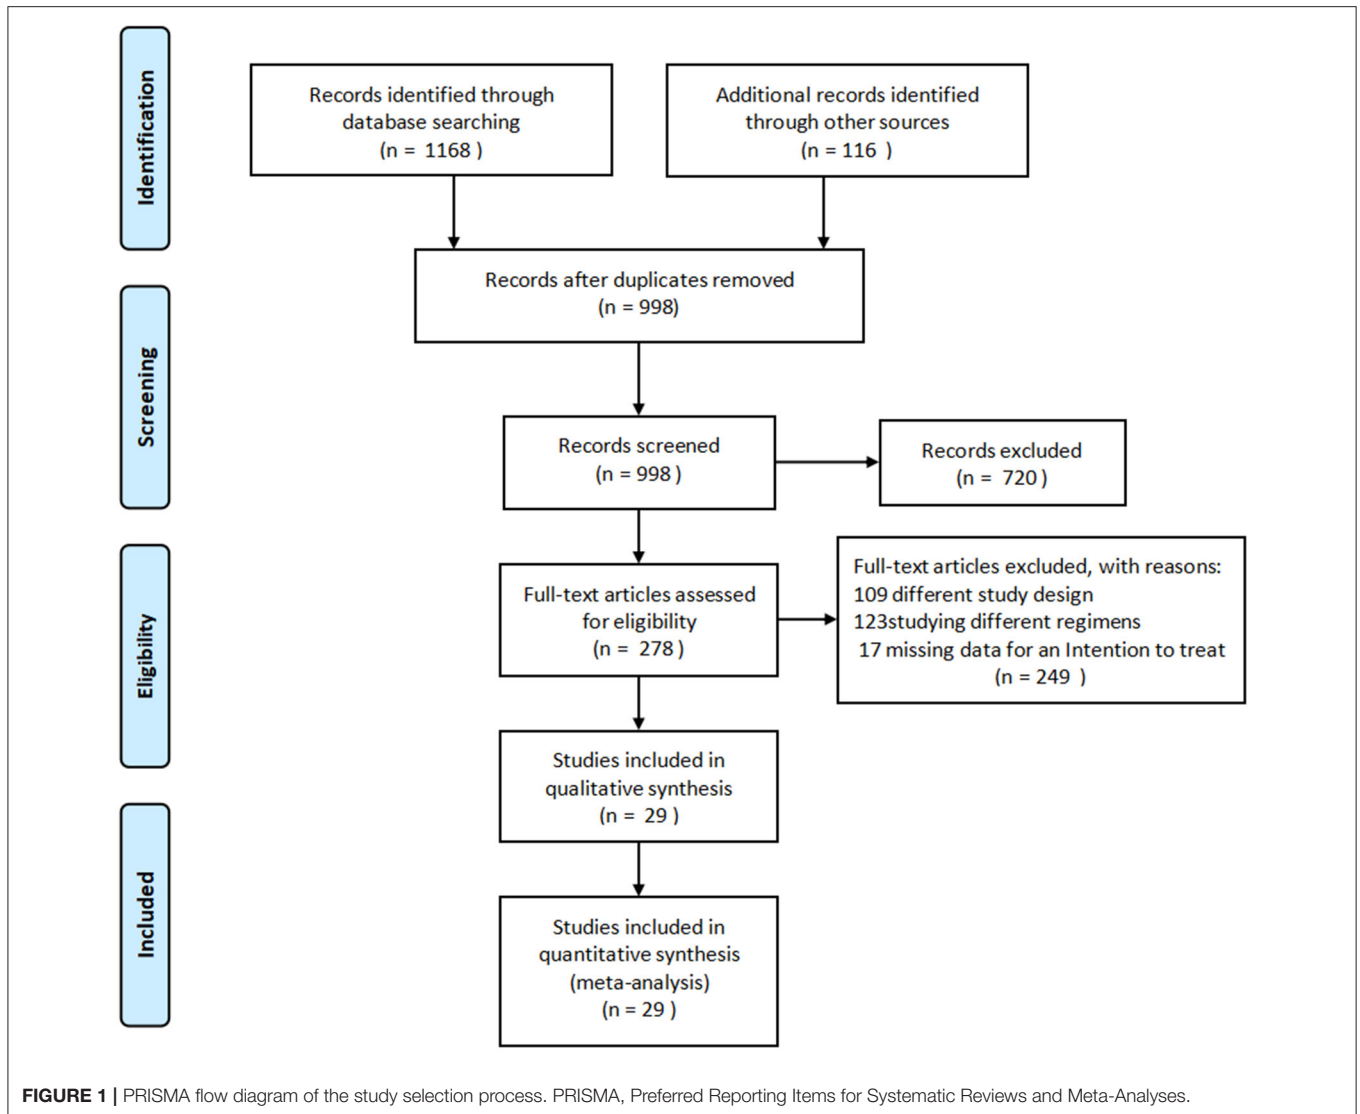 Identification
Records identified through
database searching
(n = 1168 )
Additional records identified
through other sources
(n = 116 )
Records after duplicates removed
(n = 998)
Screening
Records screened
(n = 998 )
Records excluded
(n = 720 )
Eligibility
Full-text articles assessed
for eligibility
(n = 278 )
Full-text articles excluded, with reasons:
109 different study design
123studying different regimens
17 missing data for an Intention to treat
(n = 249 )
Studies included in
qualitative synthesis
(n = 29 )
Included
Studies included in
quantitative synthesis
(meta-analysis)
(n = 29 )
FIGURE 1 | PRISMA flow diagram of the study selection process. PRISMA, Preferred Reporting Items for Systematic Reviews and Meta-Analyses.